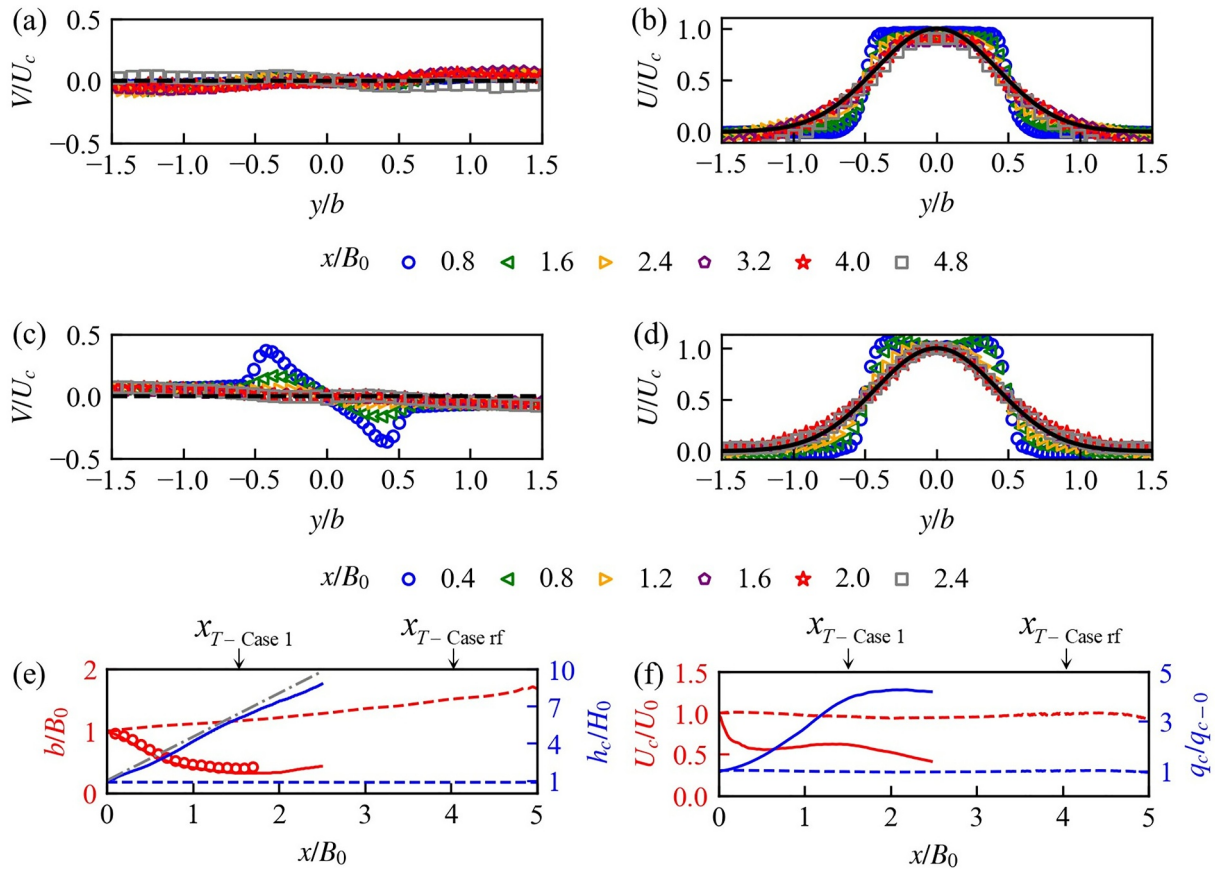 (a)
0.5
0.0
−0.5
V/U_c
−1.5 −1.0 −0.5 0.0 0.5 1.0 1.5
y/b
(b)
1.0
0.5
0.0
U/U_c
−1.5 −1.0 −0.5 0.0 0.5 1.0 1.5
y/b
x/B_0 0.8 1.6 2.4 3.2 4.0 4.8
(c)
0.5
0.0
−0.5
V/U_c
−1.5 −1.0 −0.5 0.0 0.5 1.0 1.5
y/b
(d)
1.0
0.5
0.0
U/U_c
−1.5 −1.0 −0.5 0.0 0.5 1.0 1.5
y/b
x/B_0 0.4 0.8 1.2 1.6 2.0 2.4
(e)
x_T− Case 1
x_T− Case rf
2
1
0
b/B_0
10
7
4
1
h_c/H_0
0 1 2 3 4 5
x/B_0
(f)
x_T− Case 1
x_T− Case rf
1.5
1.0
0.5
0.0
U_c/U_0
5
3
1
q_c/q_c−0
0 1 2 3 4 5
x/B_0